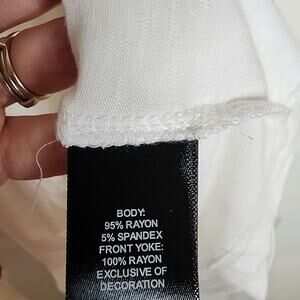 BODY:
95% RAYON
5% SPANDEX
FRONT YOKE:
100% RAYON
EXCLUSIVE OF
DECORATION